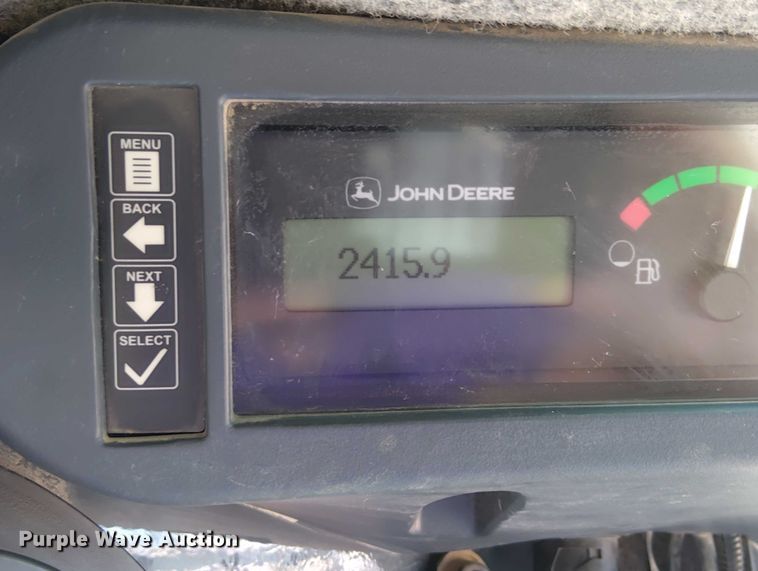 MENU
BACK
NEXT
SELECT
JOHN DEERE
2415.9
Purple Wave Auction